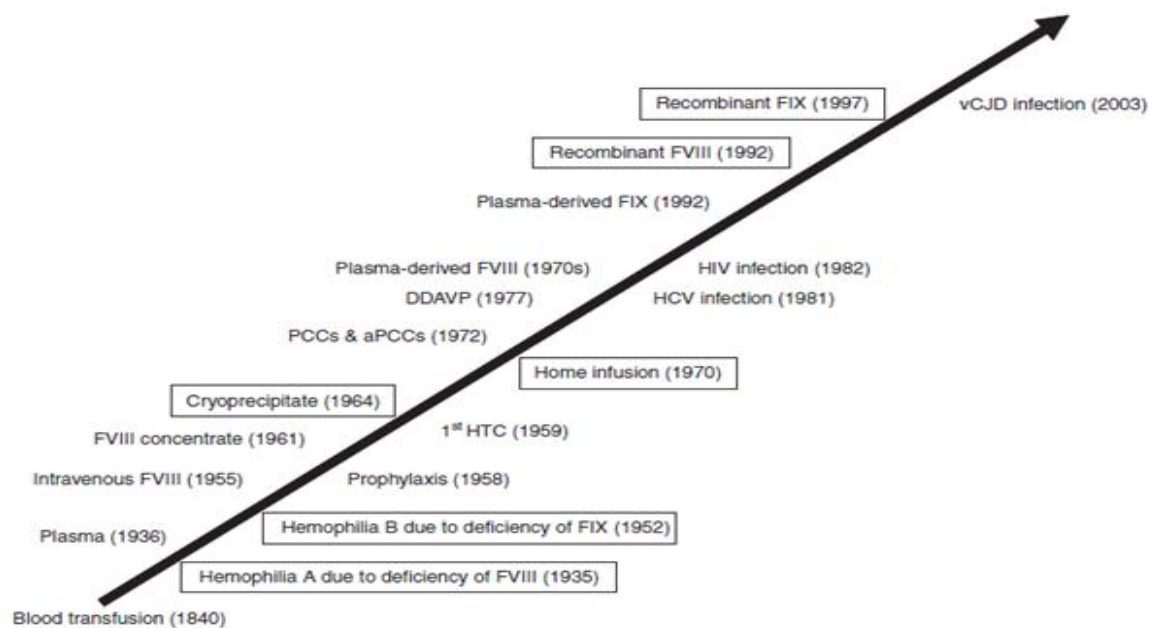 Recombinant FIX (1997)
vCJD infection (2003)
Recombinant FVIII (1992)
Plasma-derived FIX (1992)
Plasma-derived FVIII (1970s)
HIV infection (1982)
DDAVP (1977)
HCV infection (1981)
PCCs & aPCCs (1972)
Home infusion (1970)
Cryoprecipitate (1964)
1st HTC (1959)
FVIII concentrate (1961)
Intravenous FVIII (1955)
Prophylaxis (1958)
Hemophilia B due to deficiency of FIX (1952)
Plasma (1936)
Hemophilia A due to deficiency of FVIII (1935)
Blood transfusion (1840)